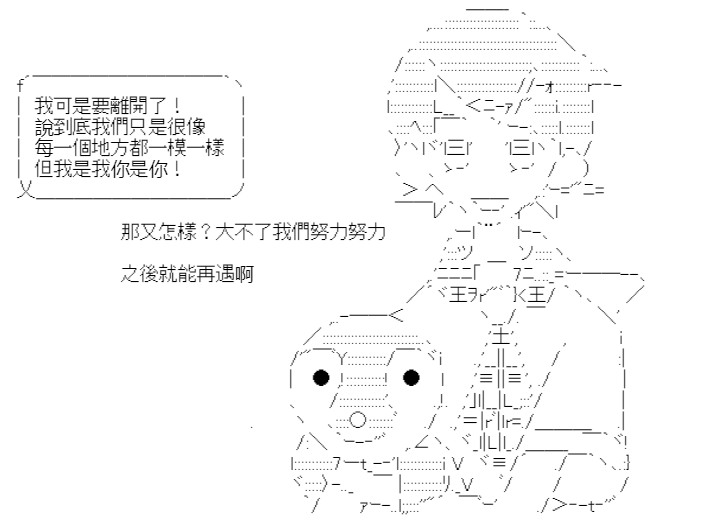 我可是要離開了！
說到底我們只是很像
每一個地方都一模一樣
但我是我你是你！
那又怎樣？大不了我們努力努力
之後就能再遇啊